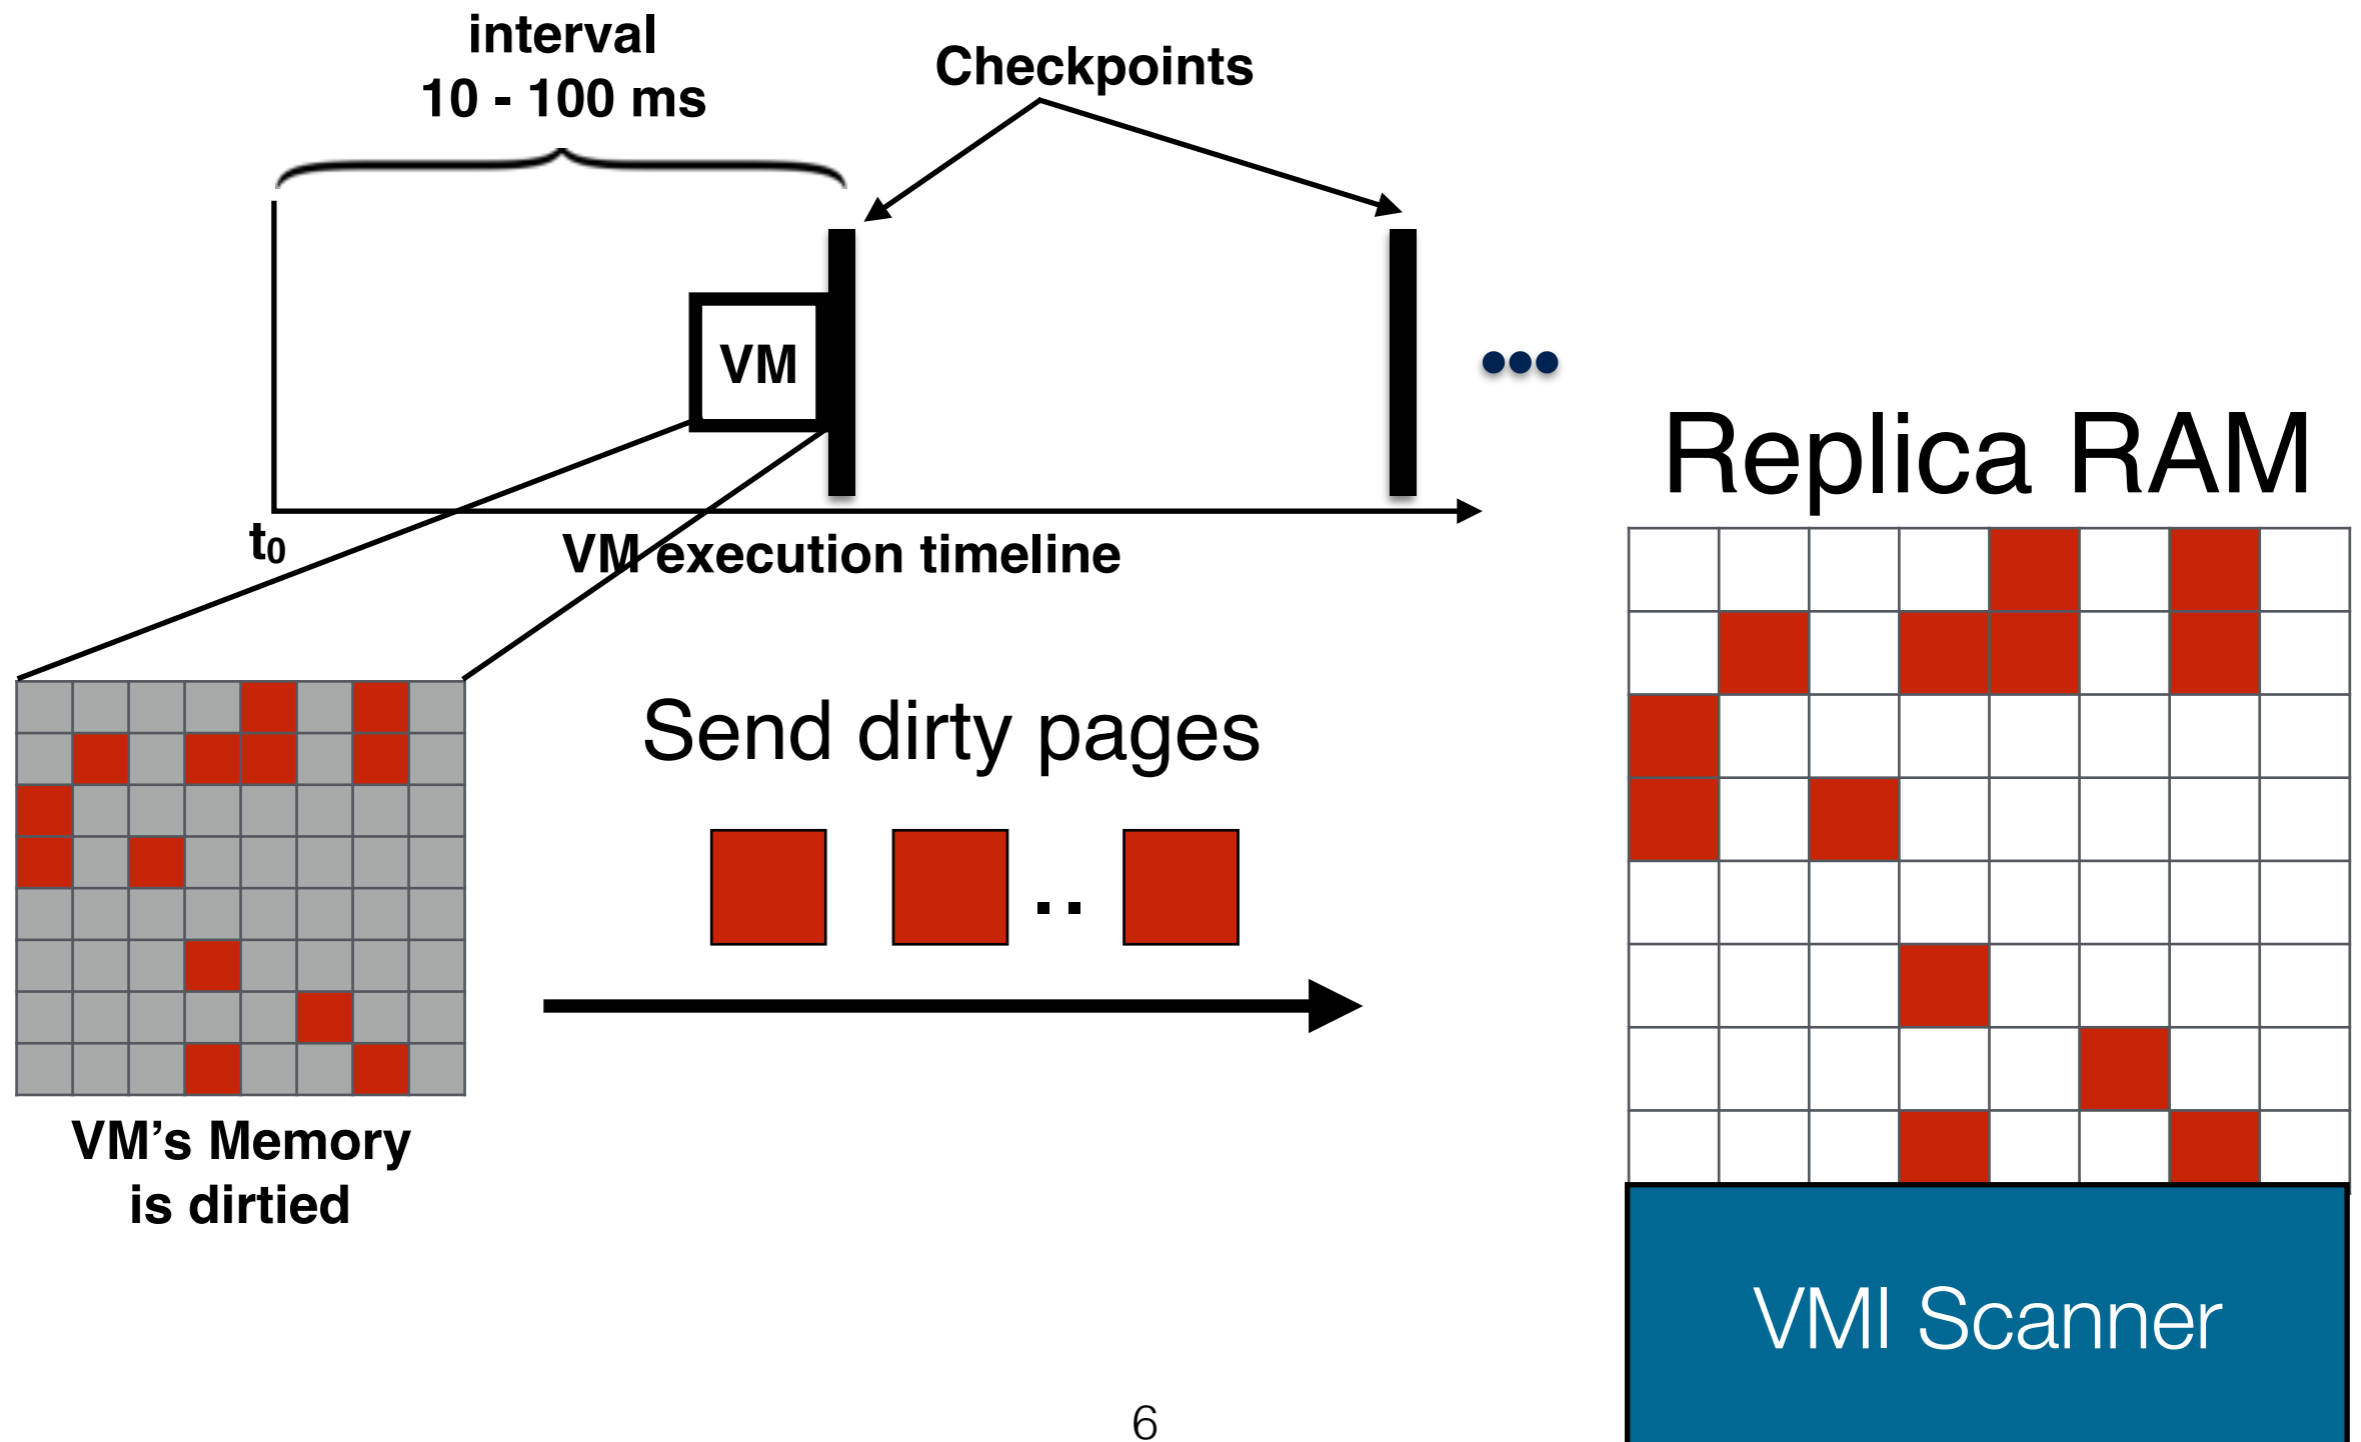 interval
10 - 100 ms
Checkpoints
VM
Replica RAM
t₀
VM execution timeline
Send dirty pages
..
VM’s Memory
is dirtied
VMI Scanner
6